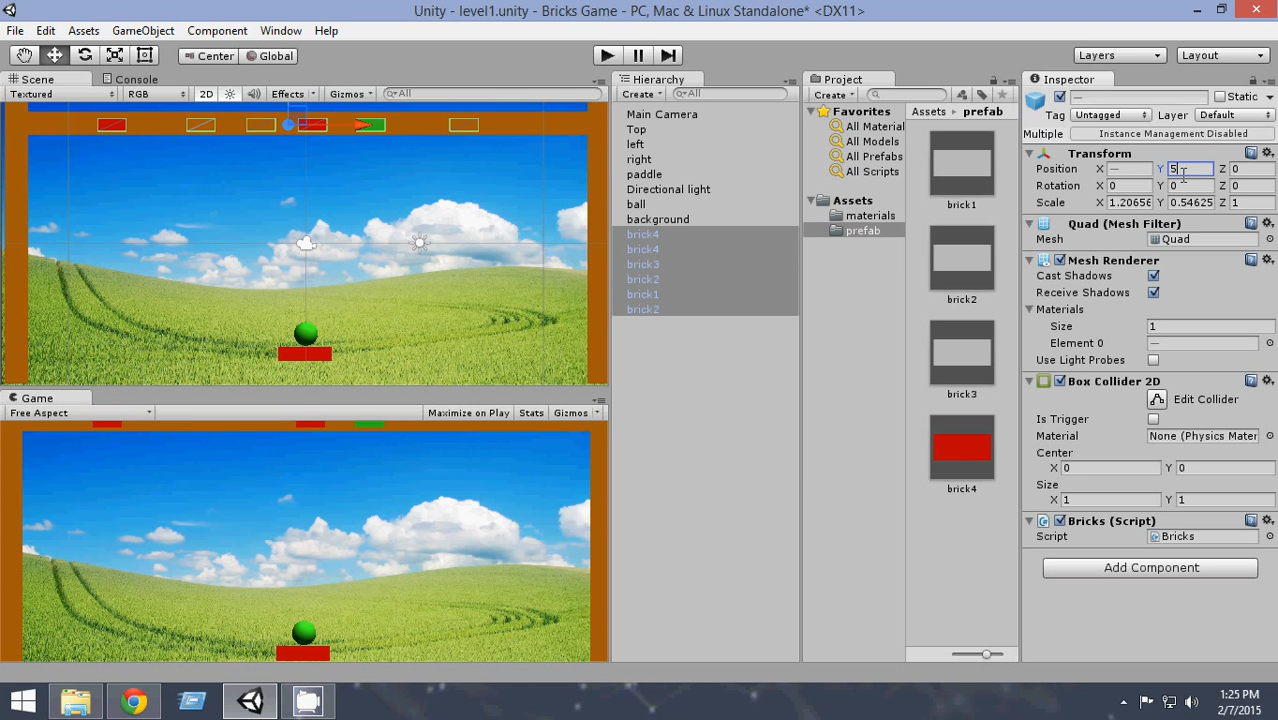 Unity - level1.unity - Bricks Game - PC, Mac & Linux Standalone* <DX11>
File Edit Assets GameObject Component Window Help
Center Global Layers Layout
Scene Console
Textured RGB 2D Effects Gizmos All
Hierarchy
Create All
Main Camera
Top
left
right
paddle
Directional light
ball
background
brick4
brick4
brick3
brick2
brick1
brick2
Game
Free Aspect Maximize on Play Stats Gizmos
Project
Create
Favorites
All Material
All Models
All Prefabs
All Scripts
Assets
materials
prefab
Assets prefab
brick1
brick2
brick3
brick4
Inspector
— Static
Tag Untagged Layer Default
Multiple Instance Management Disabled
Transform
Position X — Y 5 Z 0
Rotation X 0 Y 0 Z 0
Scale X 1.20656 Y 0.54625 Z 1
Quad (Mesh Filter)
Mesh Quad
Mesh Renderer
Cast Shadows
Receive Shadows
Materials
Size 1
Element 0 —
Use Light Probes
Box Collider 2D
Edit Collider
Is Trigger
Material None (Physics Mater
Center
X 0 Y 0
Size
X 1 Y 1
Bricks (Script)
Script Bricks
Add Component
1:25 PM
2/7/2015